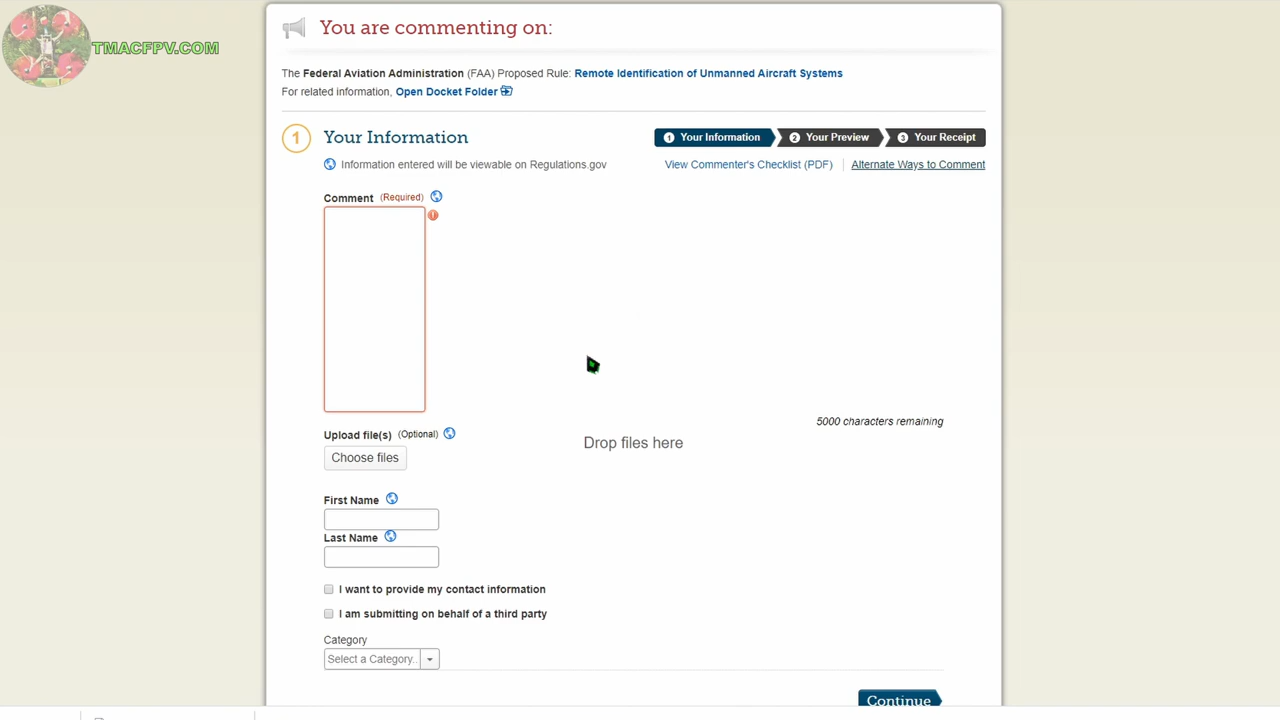 TMACFPV.COM
You are commenting on:
The Federal Aviation Administration (FAA) Proposed Rule: Remote Identification of Unmanned Aircraft Systems
For related information, Open Docket Folder
1 Your Information
1 Your Information 2 Your Preview 3 Your Receipt
Information entered will be viewable on Regulations.gov
View Commenter's Checklist (PDF) Alternate Ways to Comment
Comment (Required)
!
5000 characters remaining
Upload file(s) (Optional)
Drop files here
Choose files
First Name
Last Name
I want to provide my contact information
I am submitting on behalf of a third party
Category
Select a Category..
Continue